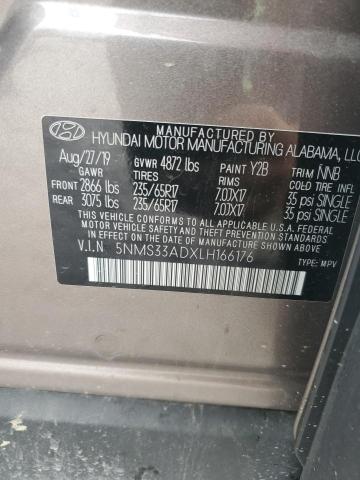 MANUFACTURED BY
HYUNDAI MOTOR MANUFACTURING ALABAMA, LLC
Aug/27/19 GVWR 4872 lbs PAINT Y2B TRIM NNB
GAWR TIRES RIMS COLD TIRE INFL
FRONT 2866 lbs 235/65R17 7.0JX17 35 psi SINGLE
REAR 3075 lbs 235/65R17 7.0JX17 35 psi SINGLE
THIS VEHICLE CONFORMS TO ALL APPLICABLE U.S.A. FEDERAL
MOTOR VEHICLE SAFETY AND THEFT PREVENTION STANDARDS
IN EFFECT ON THE DATE OF MANUFACTURE SHOWN ABOVE.
V.I.N 5NMS33ADXLH166176
TYPE: MPV